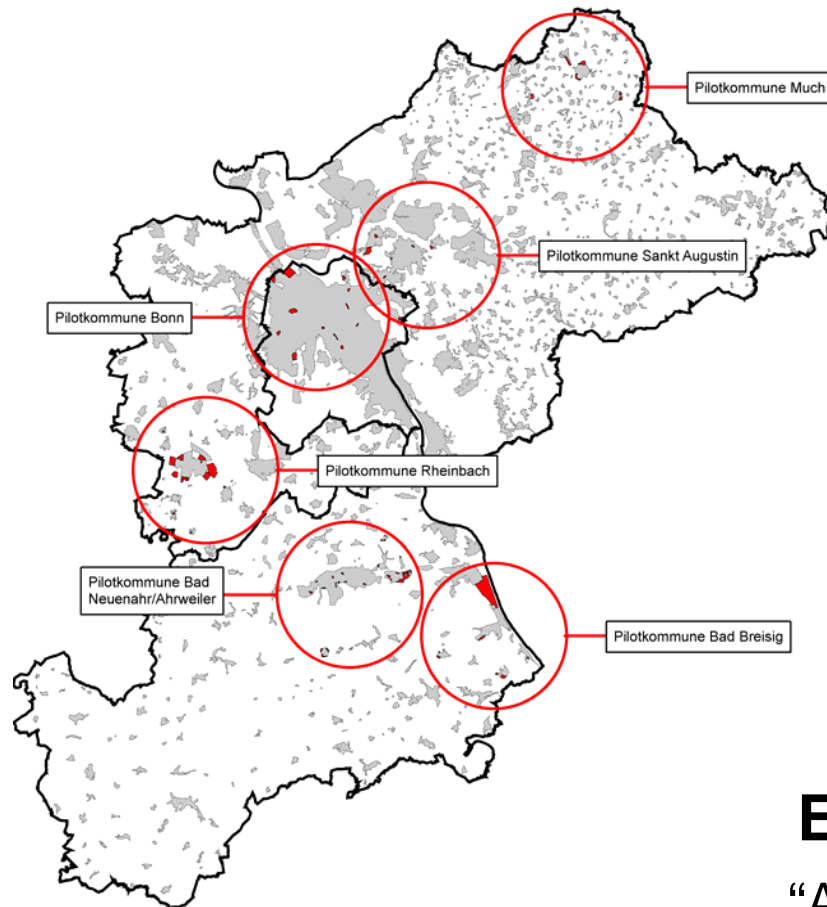 Pilotkommune Much
Pilotkommune Sankt Augustin
Pilotkommune Bonn
Pilotkommune Rheinbach
Pilotkommune Bad
Neuenahr/Ahrweiler
Pilotkommune Bad Breisig
E
“A